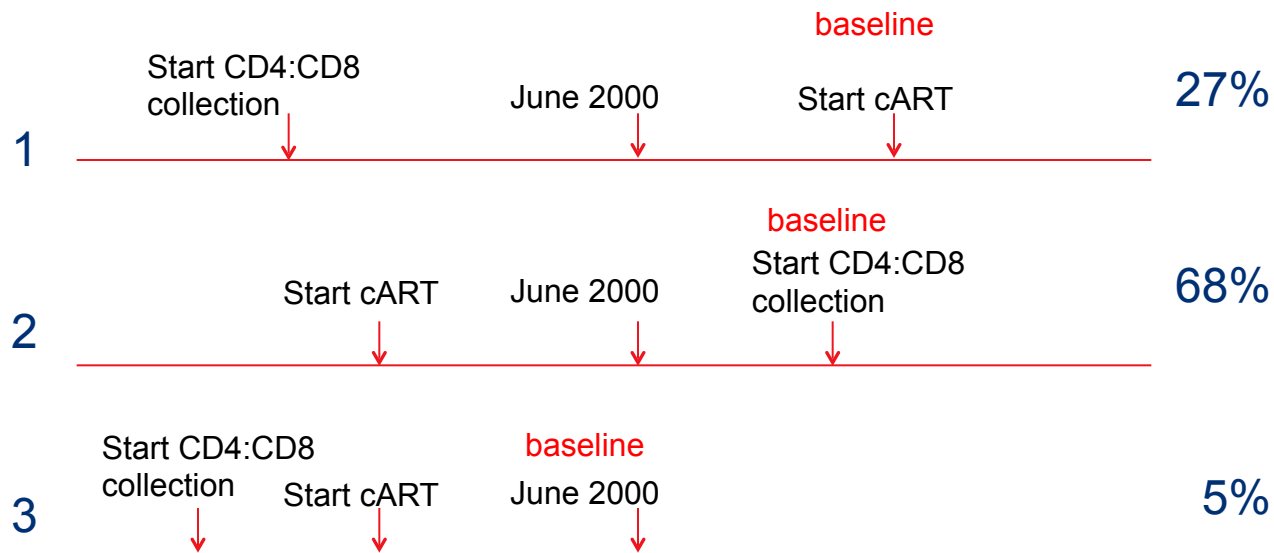 baseline
Start CD4:CD8
collection
June 2000
Start cART
27%
1
baseline
Start cART
June 2000
Start CD4:CD8
collection
68%
2
Start CD4:CD8
collection
Start cART
baseline
June 2000
5%
3